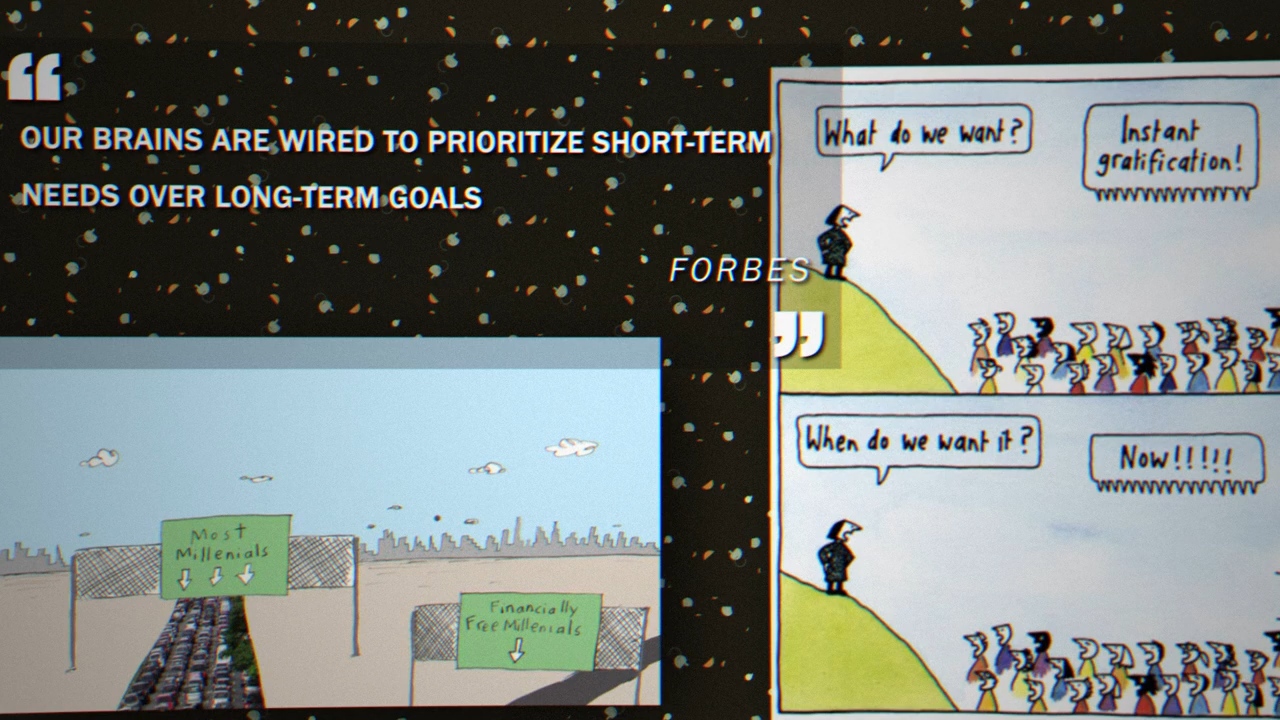 “
OUR BRAINS ARE WIRED TO PRIORITIZE SHORT-TERM
NEEDS OVER LONG-TERM GOALS
FORBES
”
What do we want?
Instant
gratification!
When do we want it?
Now!!!!!
Most
Millenials
Financially
Free Millenials